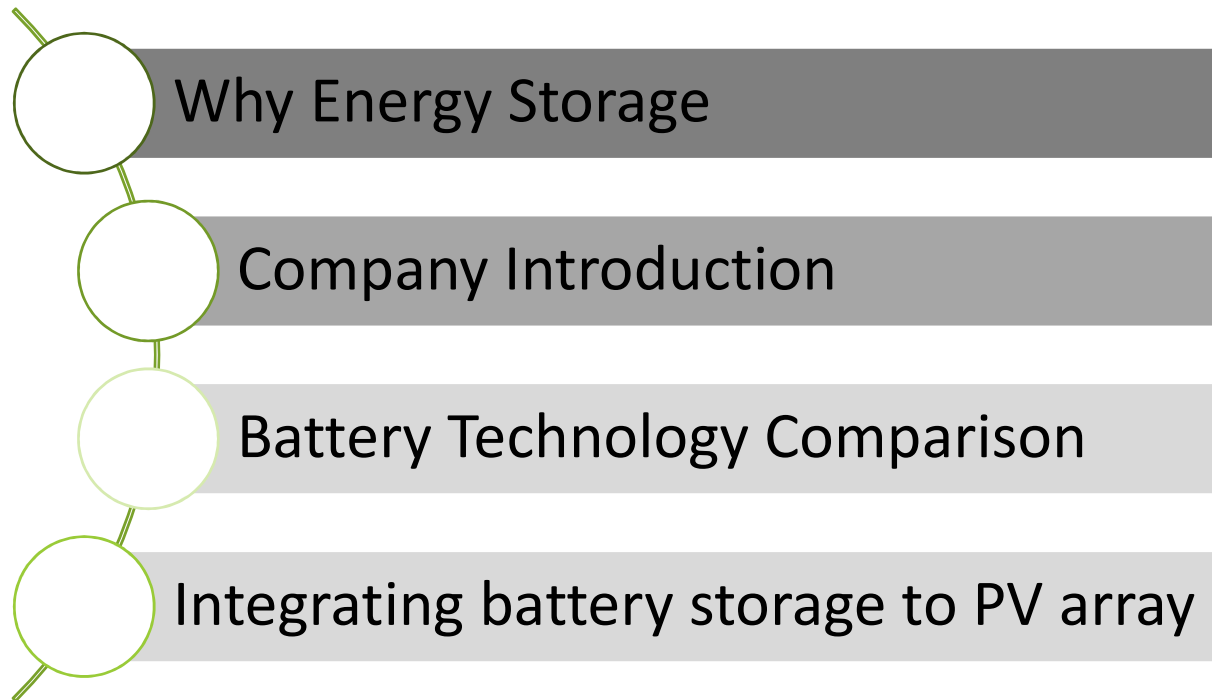 Why Energy Storage
Company Introduction
Battery Technology Comparison
Integrating battery storage to PV array